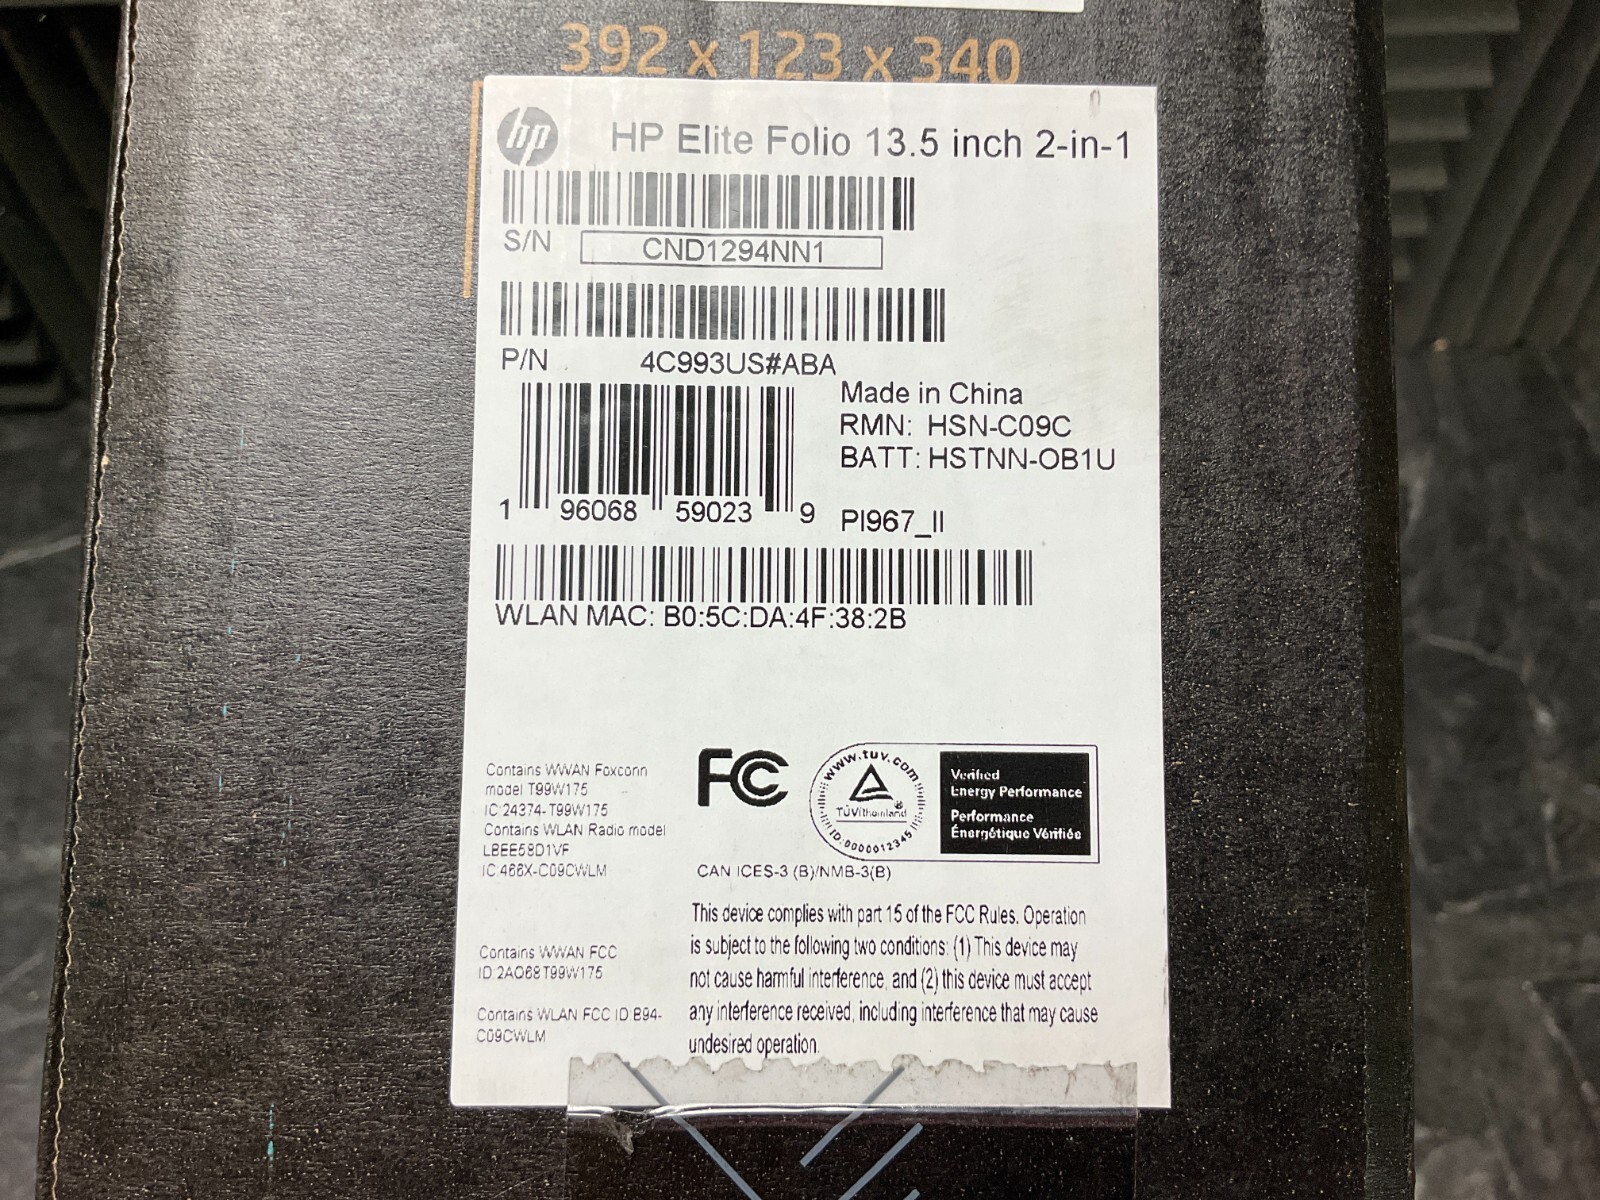 392 x 123 x 340
hp
HP Elite Folio 13.5 inch 2-in-1
S/N CND1294NN1
P/N 4C993US#ABA
Made in China
RMN: HSN-C09C
BATT: HSTNN-OB1U
1 96068 59023 9
PI967_II
WLAN MAC: B0:5C:DA:4F:38:2B
Contains WWAN Foxconn
model T99W175
IC:24374-T99W175
Contains WLAN Radio model
LBEE59D1VF
IC:466X-C09CWLM
Contains WWAN FCC
ID:2AQ68T99W175
Contains WLAN FCC ID:B94-
C09CWLM
FC
www.tuv.com
TÜVRheinland
ID:0000012345
Verified
Energy Performance
Performance
Énergétique Vérifiée
CAN ICES-3 (B)/NMB-3(B)
This device complies with part 15 of the FCC Rules. Operation
is subject to the following two conditions: (1) This device may
not cause harmful interference, and (2) this device must accept
any interference received, including interference that may cause
undesired operation.